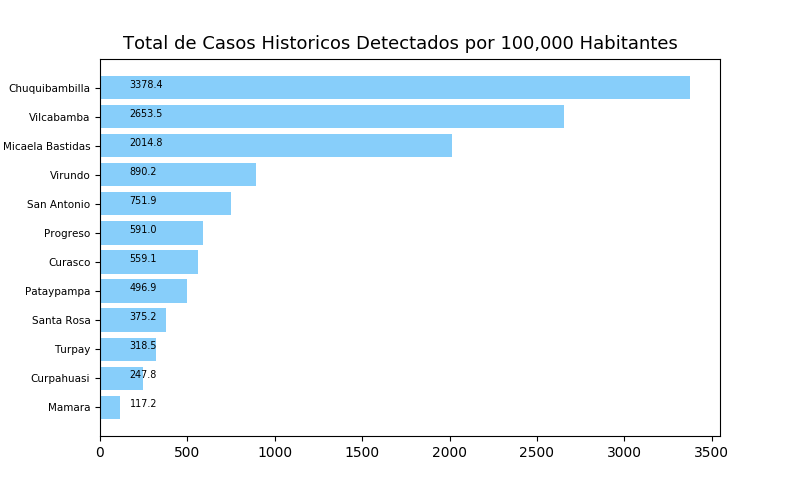 Total de Casos Historicos Detectados por 100,000 Habitantes
Chuquibambilla 3378.4
Vilcabamba 2653.5
Micaela Bastidas 2014.8
Virundo 890.2
San Antonio 751.9
Progreso 591.0
Curasco 559.1
Pataypampa 496.9
Santa Rosa 375.2
Turpay 318.5
Curpahuasi 247.8
Mamara 117.2
0 500 1000 1500 2000 2500 3000 3500